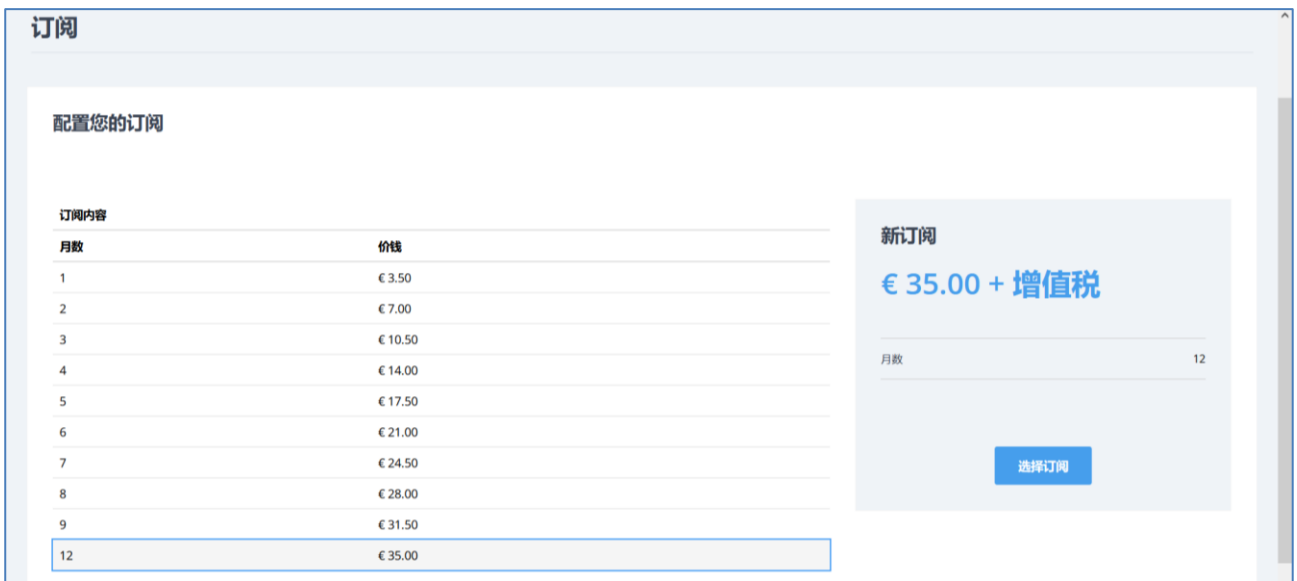 订阅
配置您的订阅
订阅内容
月数 价钱
1 € 3.50
2 € 7.00
3 € 10.50
4 € 14.00
5 € 17.50
6 € 21.00
7 € 24.50
8 € 28.00
9 € 31.50
12 € 35.00
新订阅
€ 35.00 + 增值税
月数 12
选择订阅